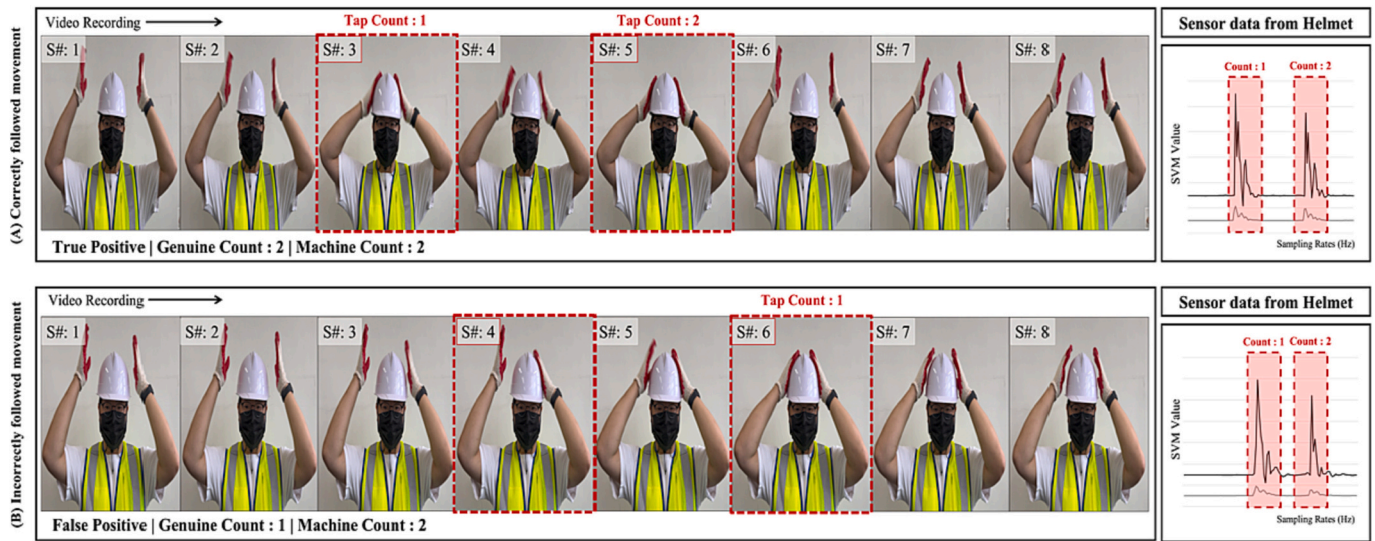 (A) Correctly followed movement
Video Recording
Tap Count : 1
Tap Count : 2
S#: 1
S#: 2
S#: 3
S#: 4
S#: 5
S#: 6
S#: 7
S#: 8
True Positive | Genuine Count : 2 | Machine Count : 2
Sensor data from Helmet
Count : 1
Count : 2
SVM Value
Sampling Rates (Hz)
(B) Incorrectly followed movement
Video Recording
Tap Count : 1
S#: 1
S#: 2
S#: 3
S#: 4
S#: 5
S#: 6
S#: 7
S#: 8
False Positive | Genuine Count : 1 | Machine Count : 2
Sensor data from Helmet
Count : 1
Count : 2
SVM Value
Sampling Rates (Hz)